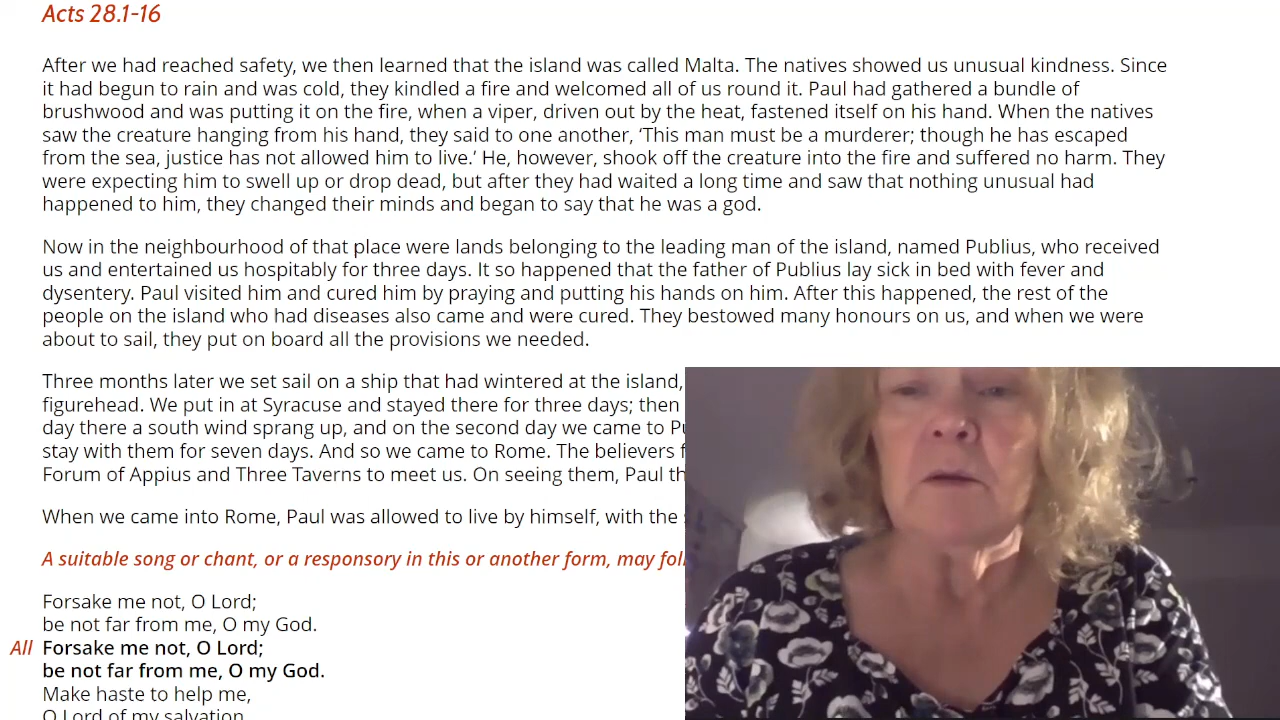 Acts 28.1-16
After we had reached safety, we then learned that the island was called Malta. The natives showed us unusual kindness. Since
it had begun to rain and was cold, they kindled a fire and welcomed all of us round it. Paul had gathered a bundle of
brushwood and was putting it on the fire, when a viper, driven out by the heat, fastened itself on his hand. When the natives
saw the creature hanging from his hand, they said to one another, ‘This man must be a murderer; though he has escaped
from the sea, justice has not allowed him to live.’ He, however, shook off the creature into the fire and suffered no harm. They
were expecting him to swell up or drop dead, but after they had waited a long time and saw that nothing unusual had
happened to him, they changed their minds and began to say that he was a god.
Now in the neighbourhood of that place were lands belonging to the leading man of the island, named Publius, who received
us and entertained us hospitably for three days. It so happened that the father of Publius lay sick in bed with fever and
dysentery. Paul visited him and cured him by praying and putting his hands on him. After this happened, the rest of the
people on the island who had diseases also came and were cured. They bestowed many honours on us, and when we were
about to sail, they put on board all the provisions we needed.
Three months later we set sail on a ship that had wintered at the island,
figurehead. We put in at Syracuse and stayed there for three days; then
day there a south wind sprang up, and on the second day we came to
stay with them for seven days. And so we came to Rome. The believers
Forum of Appius and Three Taverns to meet us. On seeing them, Paul
When we came into Rome, Paul was allowed to live by himself, with the
A suitable song or chant, or a responsory in this or another form, may
Forsake me not, O Lord;
be not far from me, O my God.
All Forsake me not, O Lord;
be not far from me, O my God.
Make haste to help me,
O Lord of my salvation